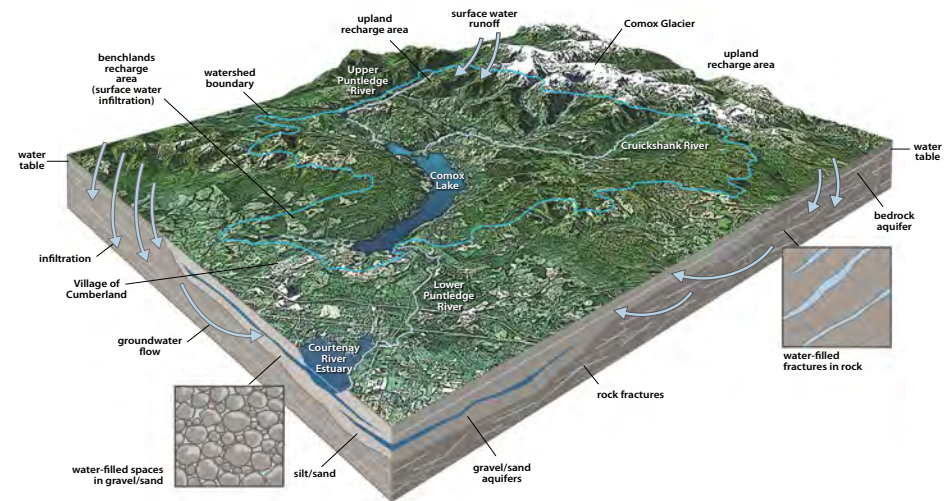 surface water
runoff
Comox Glacier
upland
recharge area
upland
recharge area
benchlands
recharge
area
(surface water
infiltration)
watershed
boundary
Upper
Puntledge
River
Cruickshank River
water
table
water
table
Comox
Lake
bedrock
aquifer
infiltration
Village of
Cumberland
Lower
Puntledge
River
groundwater
flow
Courtenay
River
Estuary
water-filled
fractures in rock
rock fractures
water-filled spaces
in gravel/sand
silt/sand
gravel/sand
aquifers